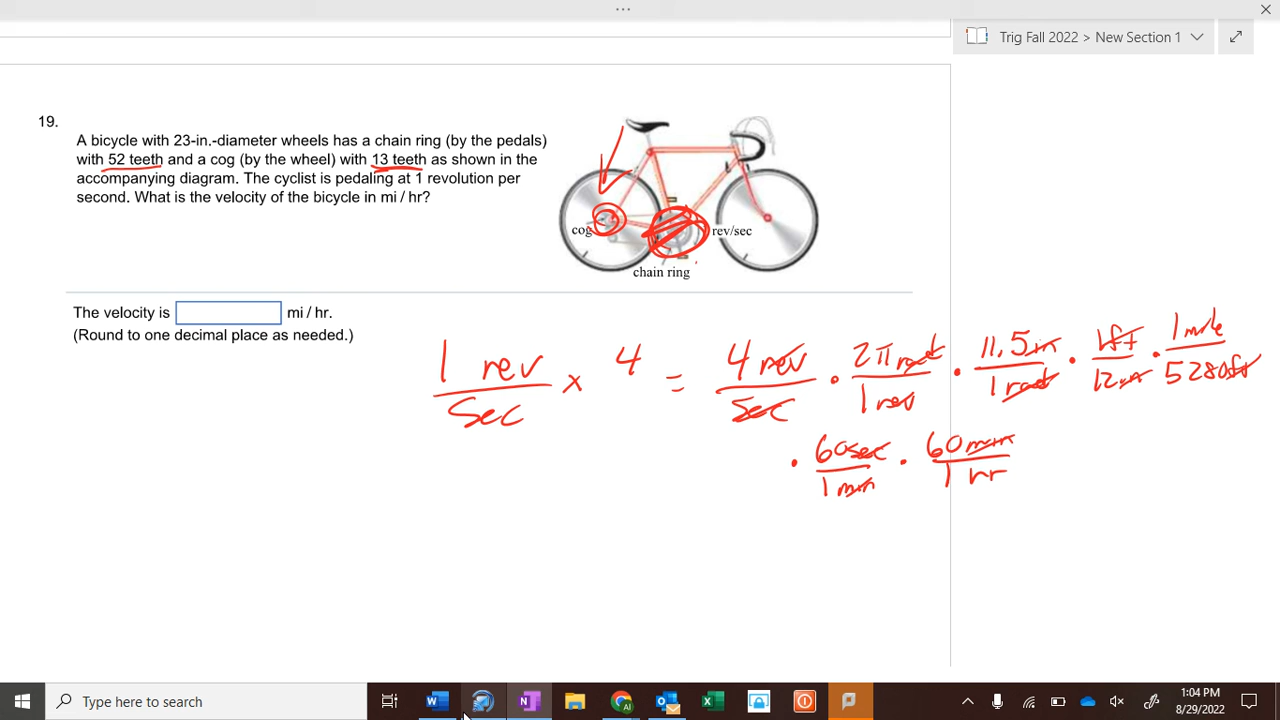 Trig Fall 2022 > New Section 1
19.
A bicycle with 23-in.-diameter wheels has a chain ring (by the pedals)
with 52 teeth and a cog (by the wheel) with 13 teeth as shown in the
accompanying diagram. The cyclist is pedaling at 1 revolution per
second. What is the velocity of the bicycle in mi / hr?
cog
rev/sec
chain ring
The velocity is mi / hr.
(Round to one decimal place as needed.)
1 rev / sec × 4 = 4 rev / sec · 2π rad / 1 rev · 11.5 in / 1 rad · 1 ft / 12 in · 1 mile / 5280 ft
· 60 sec / 1 min · 60 min / 1 hr
Type here to search
1:04 PM
8/29/2022